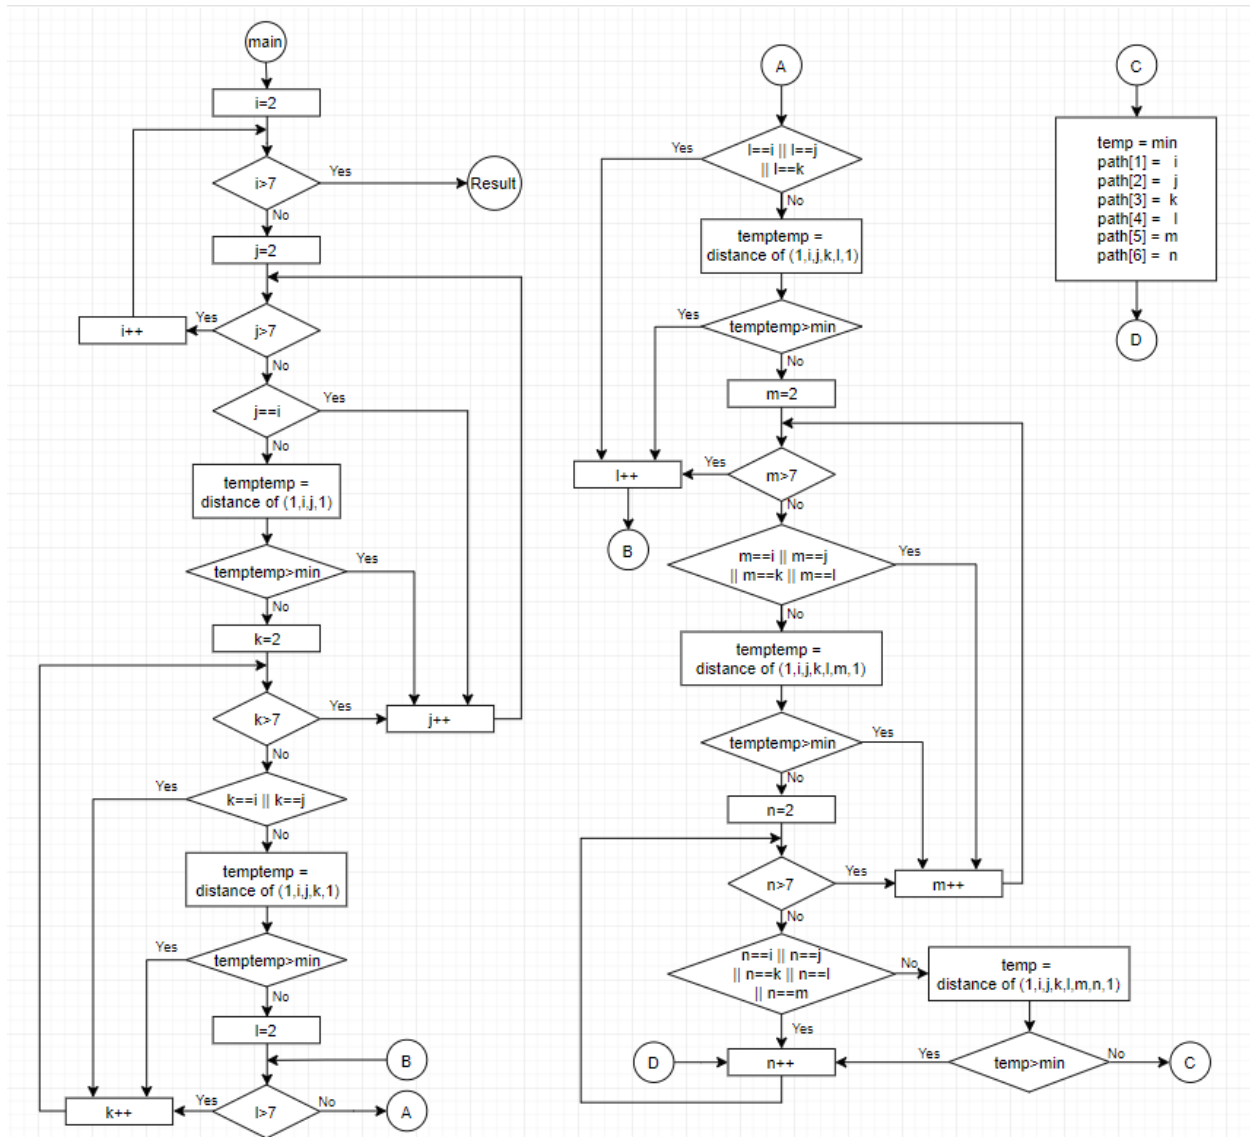 main
i=2
i>7
Yes
Result
No
j=2
j>7
Yes
i++
No
j==i
Yes
No
temptemp =
distance of (1,i,j,1)
temptemp>min
Yes
No
k=2
k>7
Yes
j++
No
k==i || k==j
Yes
No
temptemp =
distance of (1,i,j,k,1)
temptemp>min
Yes
No
l=2
B
l>7
Yes
k++
No
A
A
l==i || l==j
|| l==k
Yes
No
temptemp =
distance of (1,i,j,k,l,1)
temptemp>min
Yes
No
m=2
m>7
Yes
l++
B
No
m==i || m==j
|| m==k || m==l
Yes
No
temptemp =
distance of (1,i,j,k,l,m,1)
temptemp>min
Yes
No
n=2
n>7
Yes
m++
No
n==i || n==j
|| n==k || n==l
|| n==m
No
temp =
distance of (1,i,j,k,l,m,n,1)
Yes
D
n++
Yes
temp>min
No
C
C
temp = min
path[1] = i
path[2] = j
path[3] = k
path[4] = l
path[5] = m
path[6] = n
D